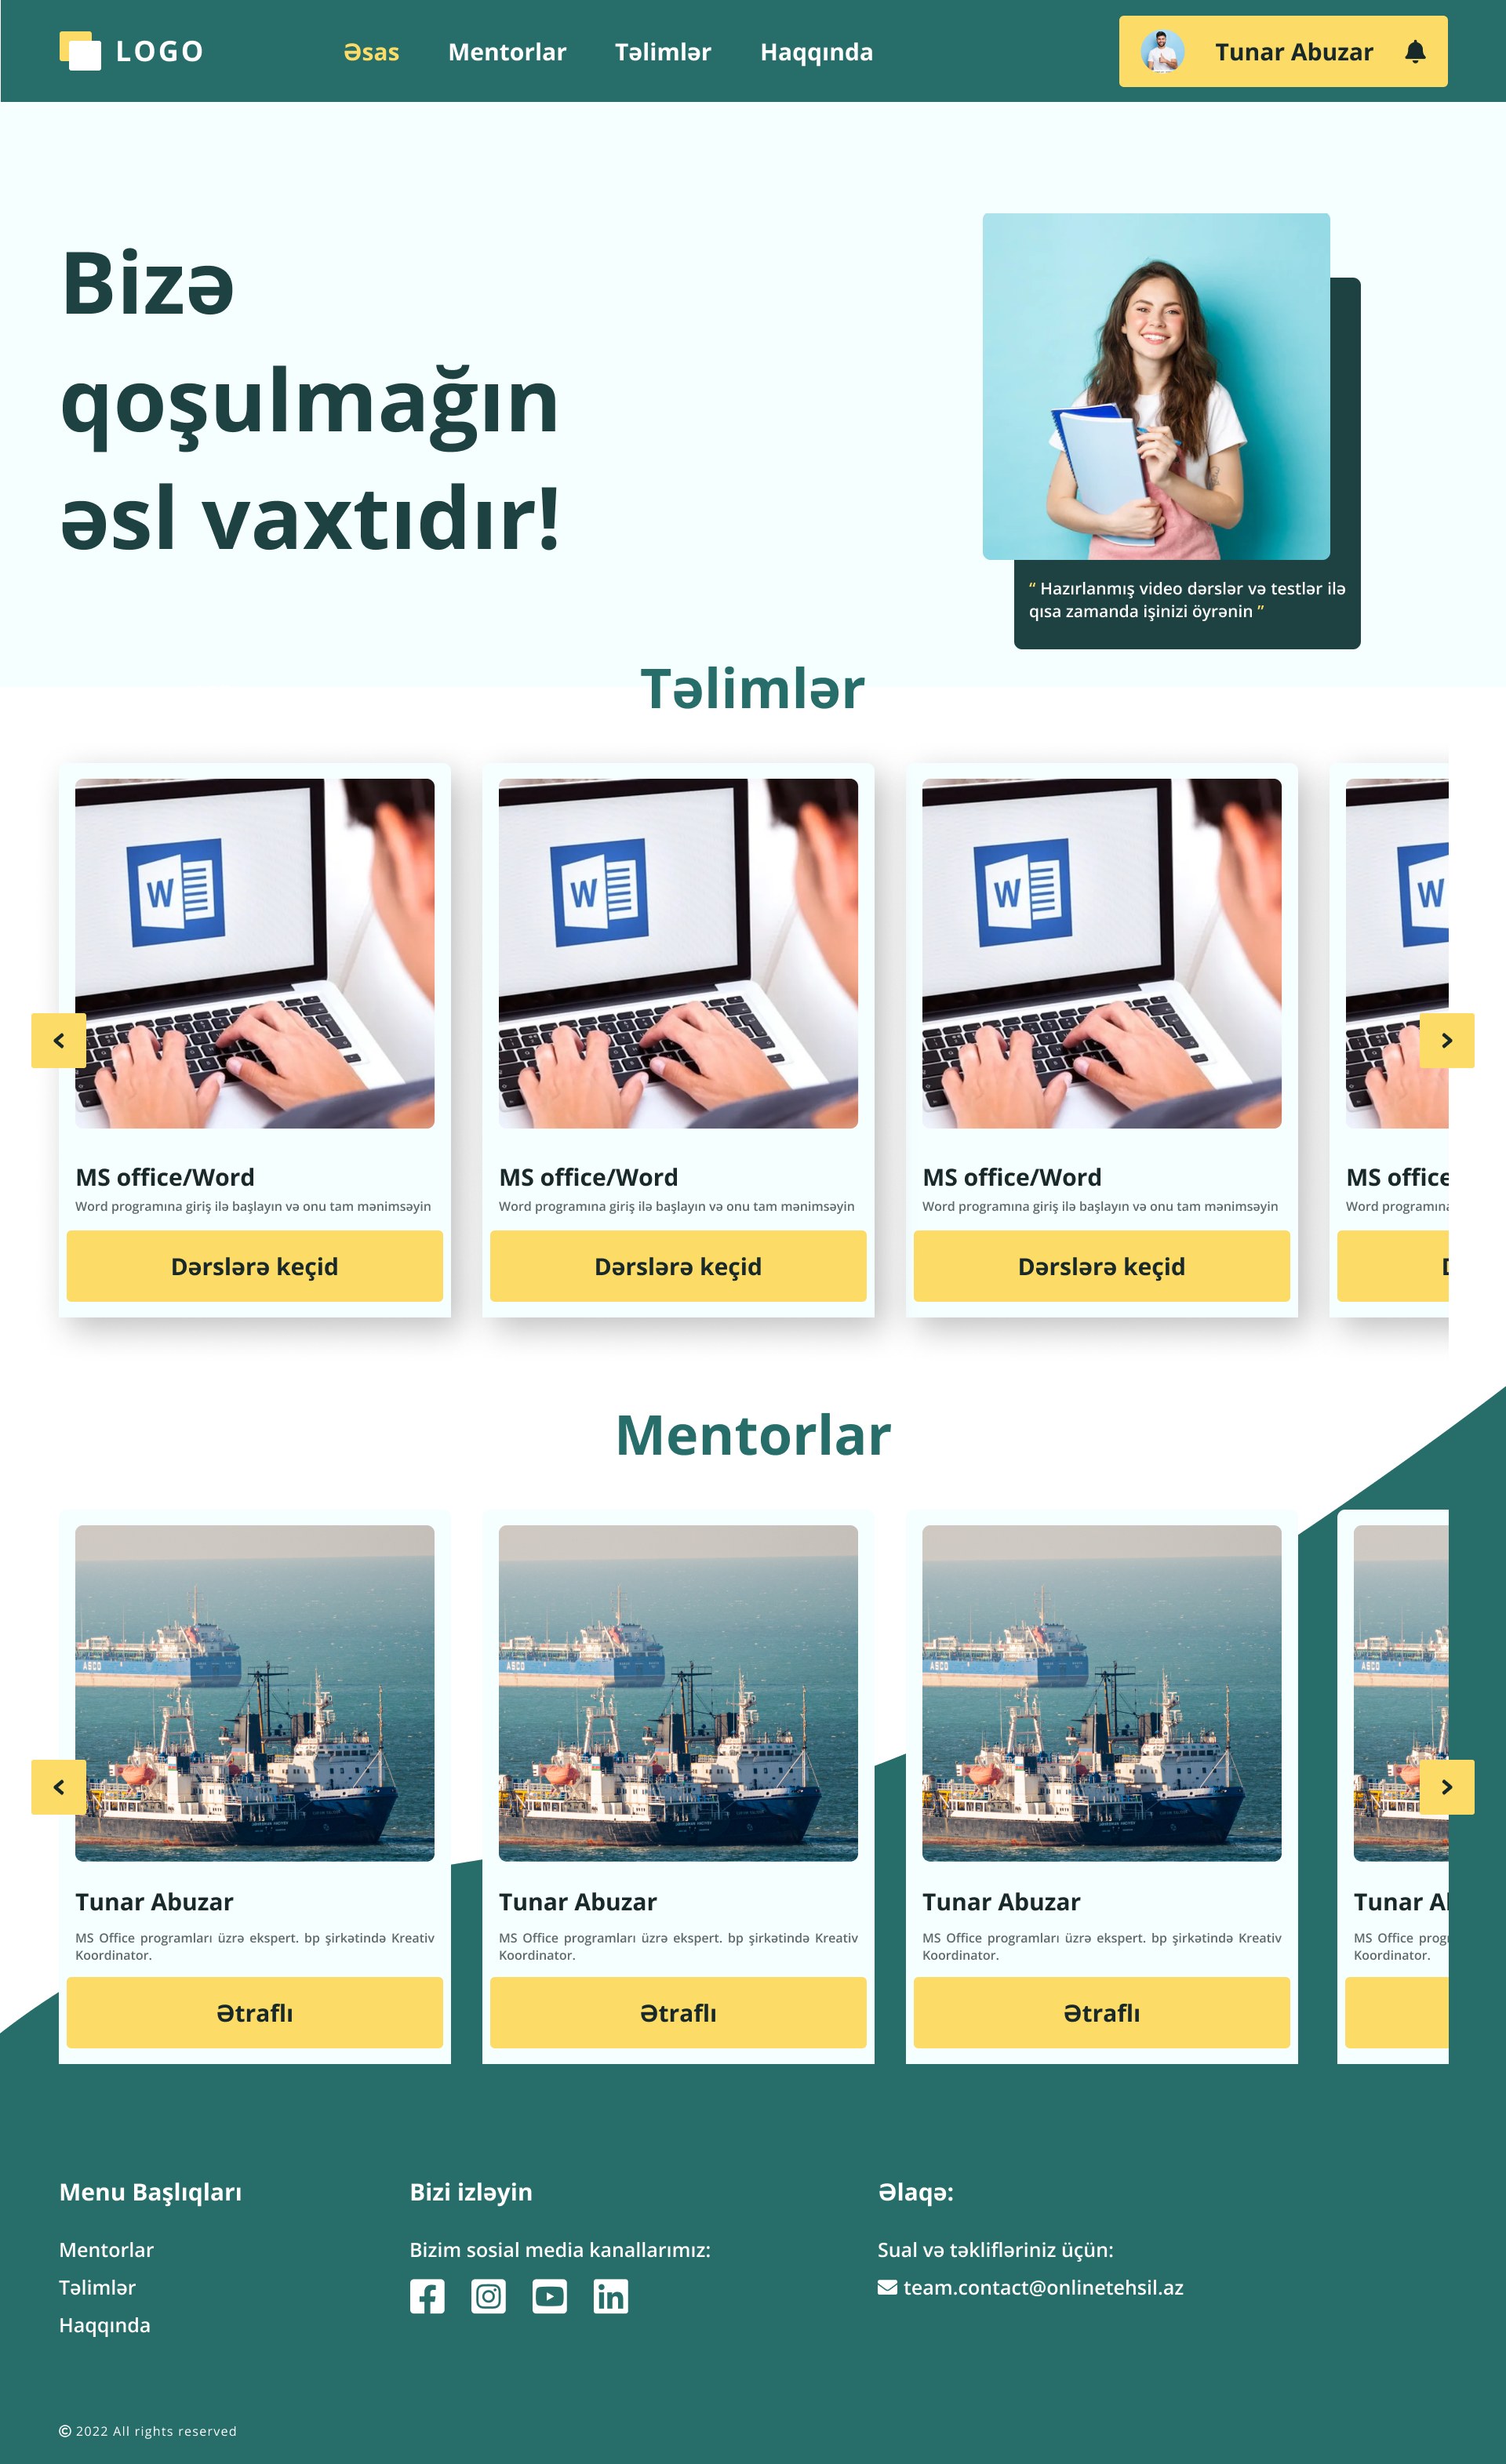 LOGO
Əsas
Mentorlar
Təlimlər
Haqqında
Tunar Abuzar
Bizə
qoşulmağın
əsl vaxtıdır!
“ Hazırlanmış video dərslər və testlər ilə
qısa zamanda işinizi öyrənin ”
Təlimlər
W
W
W
W
MS office/Word
MS office/Word
MS office/Word
MS office
Word programına giriş ilə başlayın və onu tam mənimsəyin
Word programına giriş ilə başlayın və onu tam mənimsəyin
Word programına giriş ilə başlayın və onu tam mənimsəyin
Word programına
Dərslərə keçid
Dərslərə keçid
Dərslərə keçid
Mentorlar
ASCO
ASCO
ASCO
ASCO
Tunar Abuzar
Tunar Abuzar
Tunar Abuzar
Tunar
MS Office programları üzrə ekspert. bp şirkətində Kreativ
Koordinator.
MS Office programları üzrə ekspert. bp şirkətində Kreativ
Koordinator.
MS Office programları üzrə ekspert. bp şirkətində Kreativ
Koordinator.
MS Office
Koordinator.
Ətraflı
Ətraflı
Ətraflı
Menu Başlıqları
Mentorlar
Təlimlər
Haqqında
Bizi izləyin
Bizim sosial media kanallarımız:
Əlaqə:
Sual və təklifləriniz üçün:
team.contact@onlinetehsil.az
© 2022 All rights reserved